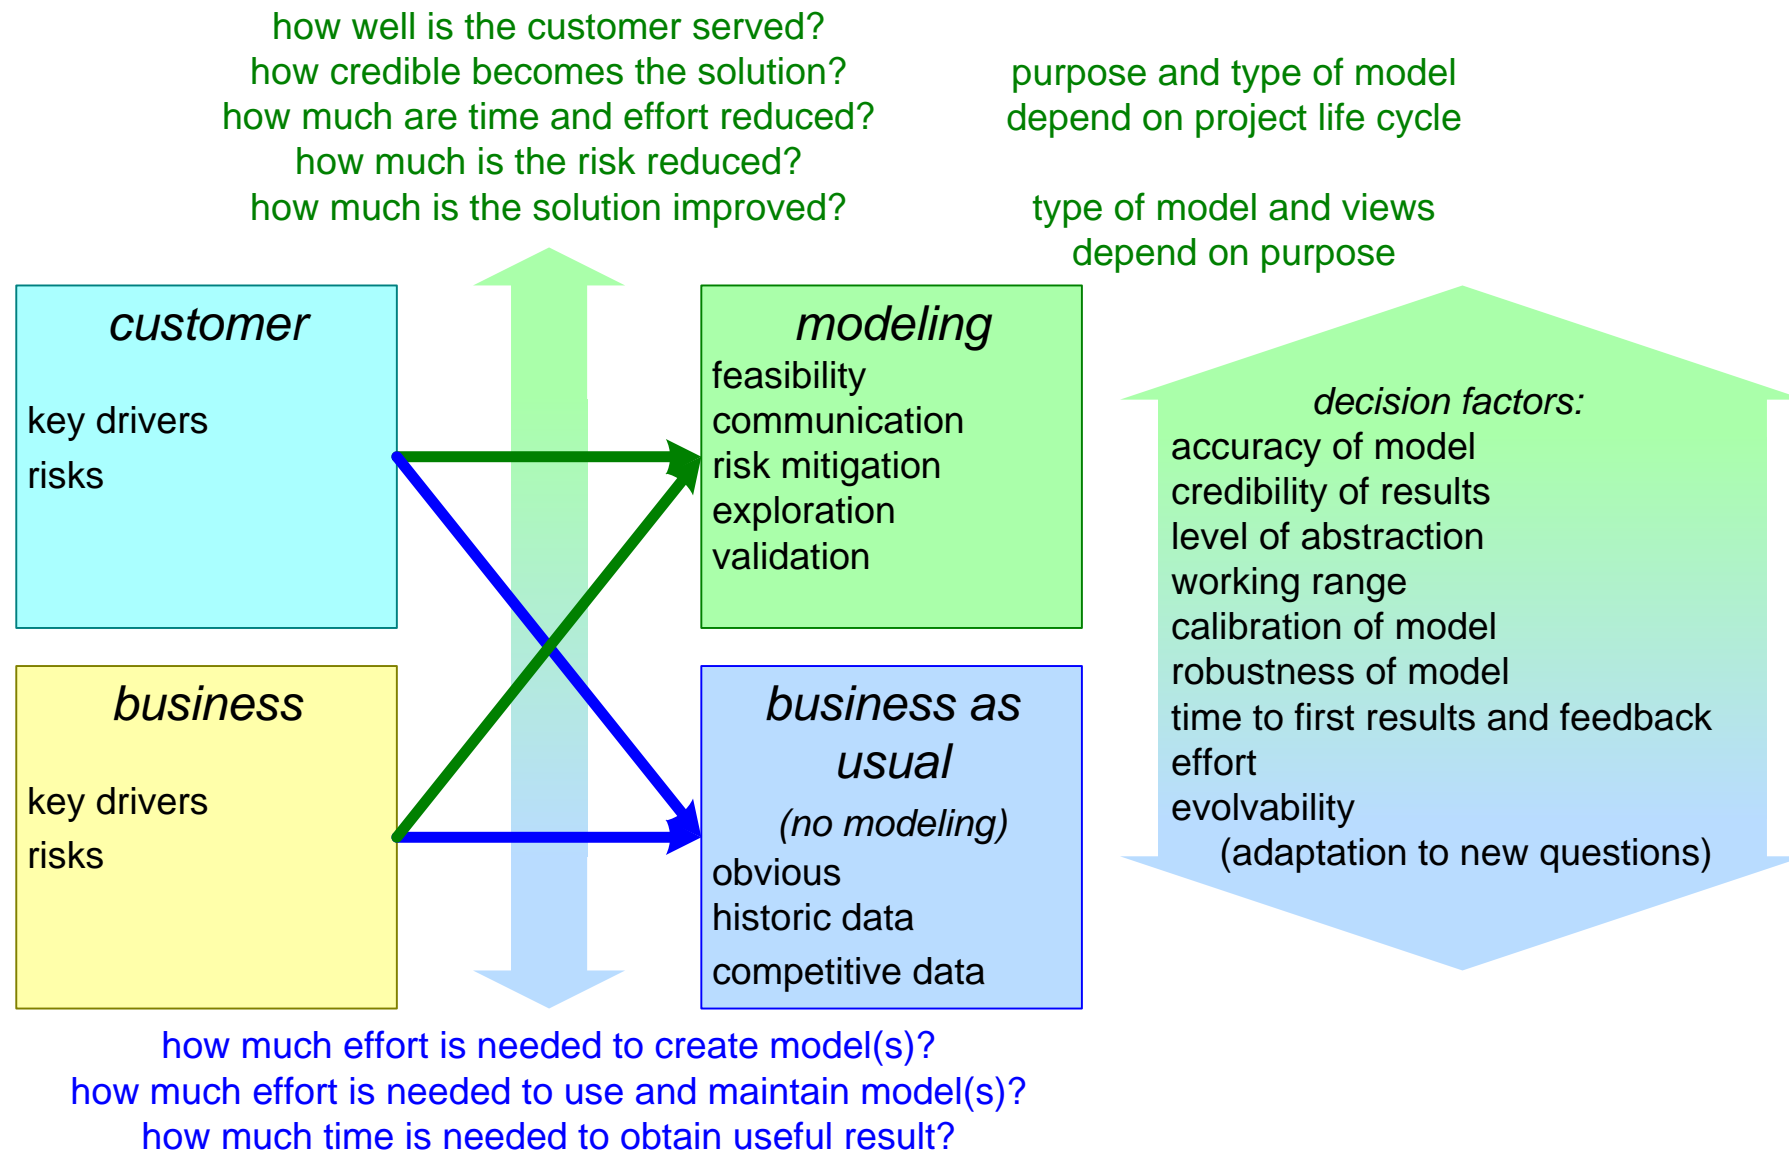 how well is the customer served?
how credible becomes the solution?
how much are time and effort reduced?
how much is the risk reduced?
how much is the solution improved?
purpose and type of model
depend on project life cycle
type of model and views
depend on purpose
customer
key drivers
risks
modeling
feasibility
communication
risk mitigation
exploration
validation
business
key drivers
risks
business as
usual
(no modeling)
obvious
historic data
competitive data
decision factors:
accuracy of model
credibility of results
level of abstraction
working range
calibration of model
robustness of model
time to first results and feedback
effort
evolvability
(adaptation to new questions)
how much effort is needed to create model(s)?
how much effort is needed to use and maintain model(s)?
how much time is needed to obtain useful result?